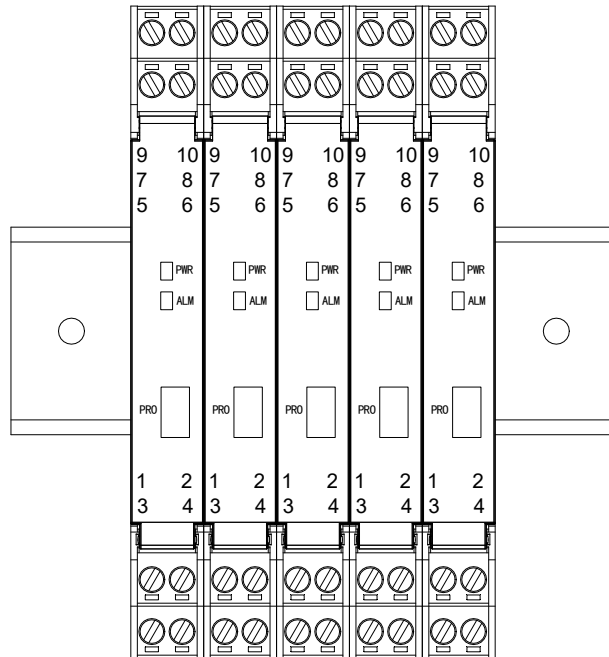 9 10 9 10 9 10 9 10 9 10
7 8 7 8 7 8 7 8 7 8
5 6 5 6 5 6 5 6 5 6
PWR PWR PWR PWR PWR
ALM ALM ALM ALM ALM
PRO PRO PRO PRO PRO
1 2 1 2 1 2 1 2 1 2
3 4 3 4 3 4 3 4 3 4